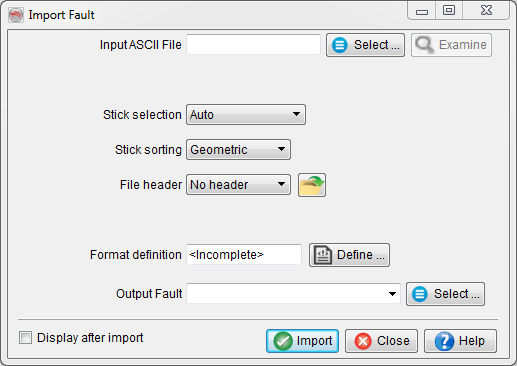 Import Fault
Input ASCII File Select ... Examine
Stick selection Auto
Stick sorting Geometric
File header No header
Format definition <Incomplete> Define ...
Output Fault Select ...
Display after import Import Close Help